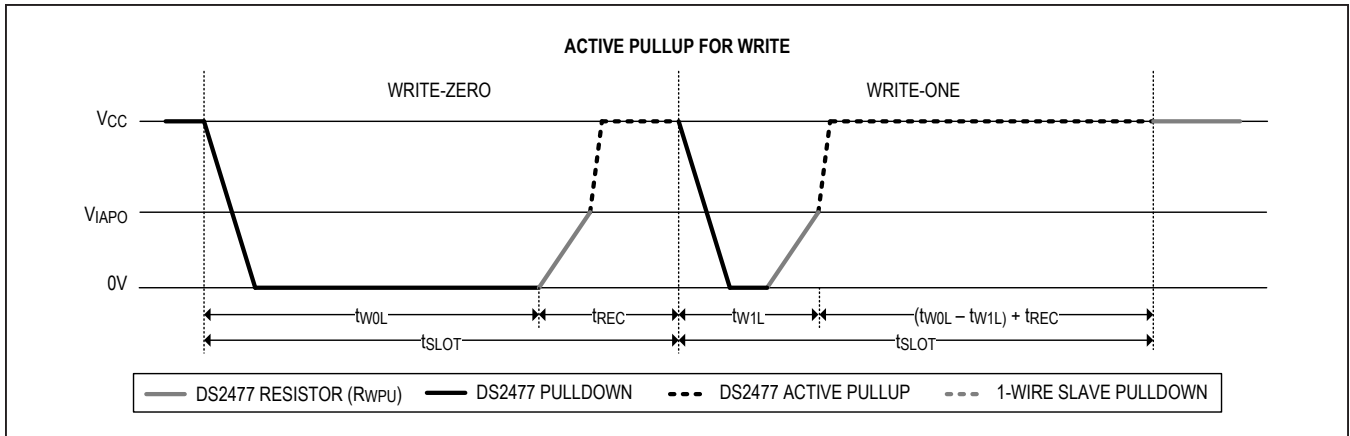 ACTIVE PULLUP FOR WRITE
WRITE-ZERO WRITE-ONE
VCC
VIAPO
0V
tW0L tREC tW1L (tW0L – tW1L) + tREC
tSLOT tSLOT
DS2477 RESISTOR (RWPU) DS2477 PULLDOWN DS2477 ACTIVE PULLUP 1-WIRE SLAVE PULLDOWN